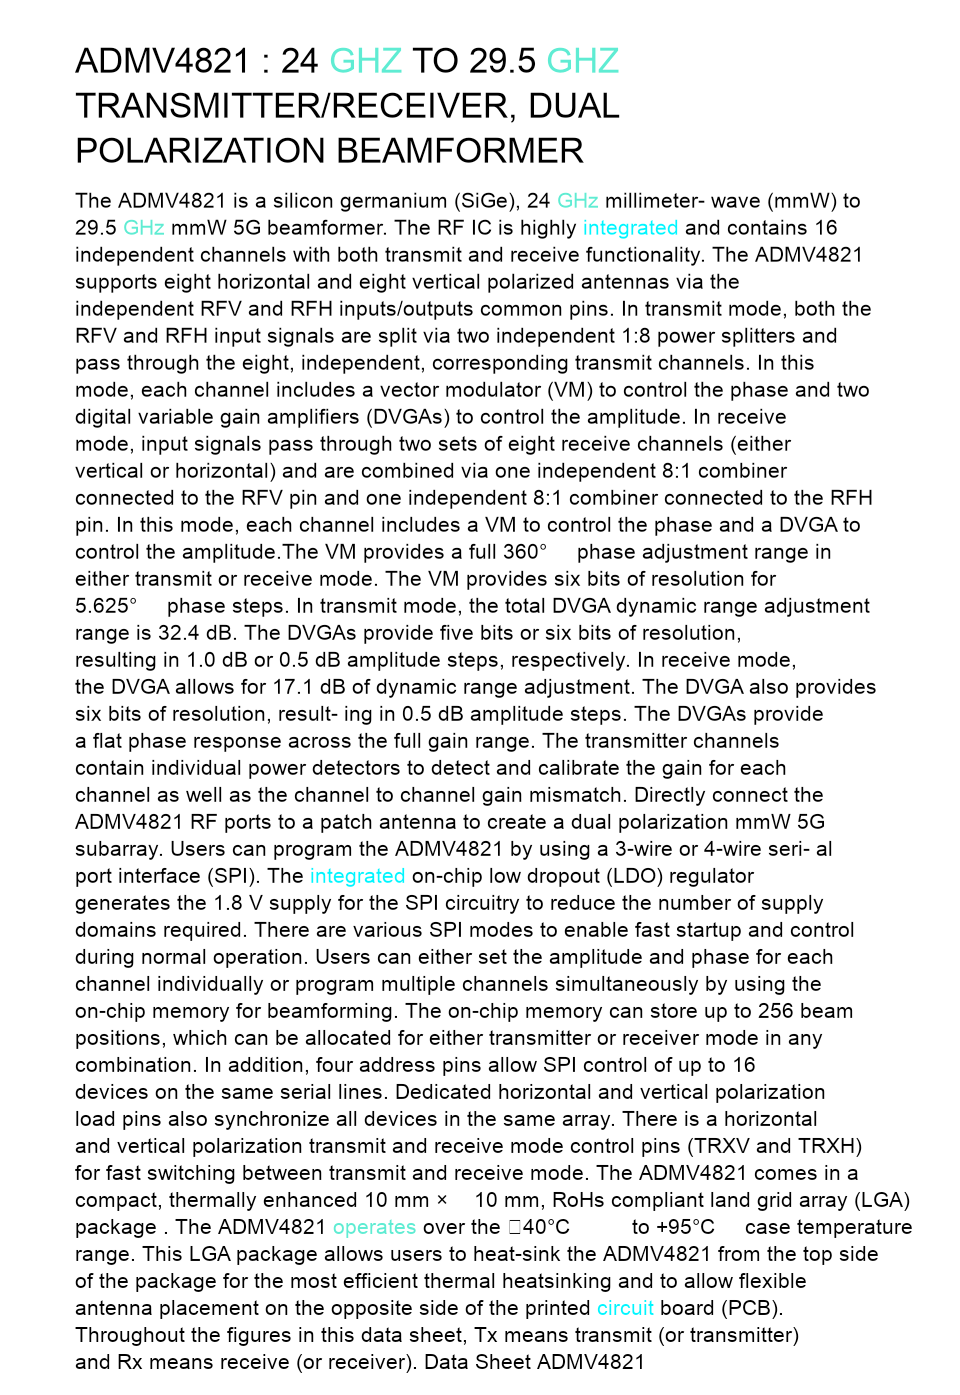 ADMV4821 : 24 GHZ TO 29.5 GHZ
TRANSMITTER/RECEIVER, DUAL
POLARIZATION BEAMFORMER
The ADMV4821 is a silicon germanium (SiGe), 24 GHz millimeter- wave (mmW) to
29.5 GHz mmW 5G beamformer. The RF IC is highly integrated and contains 16
independent channels with both transmit and receive functionality. The ADMV4821
supports eight horizontal and eight vertical polarized antennas via the
independent RFV and RFH inputs/outputs common pins. In transmit mode, both the
RFV and RFH input signals are split via two independent 1:8 power splitters and
pass through the eight, independent, corresponding transmit channels. In this
mode, each channel includes a vector modulator (VM) to control the phase and two
digital variable gain amplifiers (DVGAs) to control the amplitude. In receive
mode, input signals pass through two sets of eight receive channels (either
vertical or horizontal) and are combined via one independent 8:1 combiner
connected to the RFV pin and one independent 8:1 combiner connected to the RFH
pin. In this mode, each channel includes a VM to control the phase and a DVGA to
control the amplitude.The VM provides a full 360° phase adjustment range in
either transmit or receive mode. The VM provides six bits of resolution for
5.625° phase steps. In transmit mode, the total DVGA dynamic range adjustment
range is 32.4 dB. The DVGAs provide five bits or six bits of resolution,
resulting in 1.0 dB or 0.5 dB amplitude steps, respectively. In receive mode,
the DVGA allows for 17.1 dB of dynamic range adjustment. The DVGA also provides
six bits of resolution, result- ing in 0.5 dB amplitude steps. The DVGAs provide
a flat phase response across the full gain range. The transmitter channels
contain individual power detectors to detect and calibrate the gain for each
channel as well as the channel to channel gain mismatch. Directly connect the
ADMV4821 RF ports to a patch antenna to create a dual polarization mmW 5G
subarray. Users can program the ADMV4821 by using a 3-wire or 4-wire seri- al
port interface (SPI). The integrated on-chip low dropout (LDO) regulator
generates the 1.8 V supply for the SPI circuitry to reduce the number of supply
domains required. There are various SPI modes to enable fast startup and control
during normal operation. Users can either set the amplitude and phase for each
channel individually or program multiple channels simultaneously by using the
on-chip memory for beamforming. The on-chip memory can store up to 256 beam
positions, which can be allocated for either transmitter or receiver mode in any
combination. In addition, four address pins allow SPI control of up to 16
devices on the same serial lines. Dedicated horizontal and vertical polarization
load pins also synchronize all devices in the same array. There is a horizontal
and vertical polarization transmit and receive mode control pins (TRXV and TRXH)
for fast switching between transmit and receive mode. The ADMV4821 comes in a
compact, thermally enhanced 10 mm × 10 mm, RoHs compliant land grid array (LGA)
package . The ADMV4821 operates over the □40°C to +95°C case temperature
range. This LGA package allows users to heat-sink the ADMV4821 from the top side
of the package for the most efficient thermal heatsinking and to allow flexible
antenna placement on the opposite side of the printed circuit board (PCB).
Throughout the figures in this data sheet, Tx means transmit (or transmitter)
and Rx means receive (or receiver). Data Sheet ADMV4821